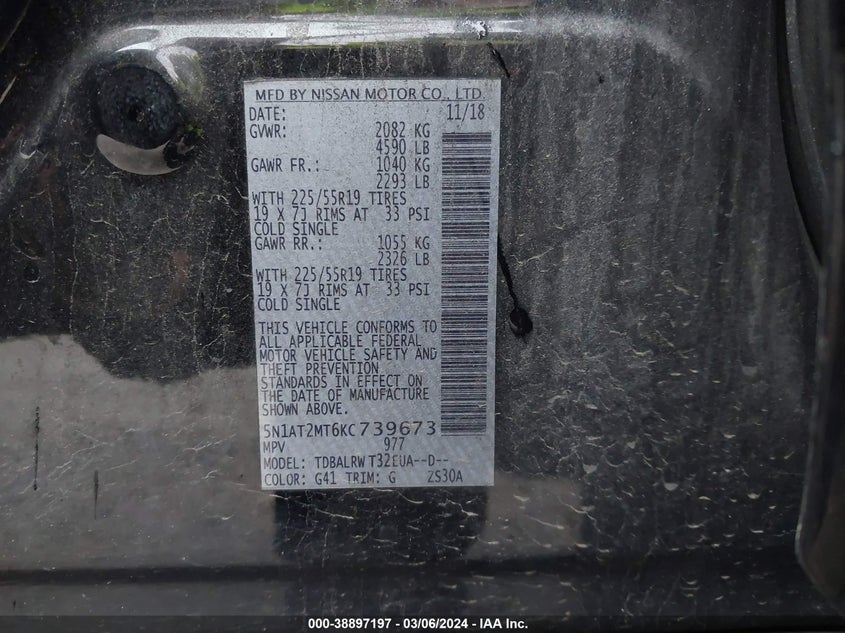 MFD BY NISSAN MOTOR CO., LTD.
DATE: 11/18
GVWR: 2082 KG
4590 LB
GAWR FR.: 1040 KG
2293 LB
WITH 225/55R19 TIRES
19 X 7J RIMS AT 33 PSI
COLD SINGLE
GAWR RR.: 1055 KG
2326 LB
WITH 225/55R19 TIRES
19 X 7J RIMS AT 33 PSI
COLD SINGLE
THIS VEHICLE CONFORMS TO
ALL APPLICABLE FEDERAL
MOTOR VEHICLE SAFETY AND
THEFT PREVENTION
STANDARDS IN EFFECT ON
THE DATE OF MANUFACTURE
SHOWN ABOVE.
5N1AT2MT6KC739673
MPV 977
MODEL: TDBALRW T32EUA--D--
COLOR: G41 TRIM: G ZS30A
000-38897197 - 03/06/2024 - IAA Inc.